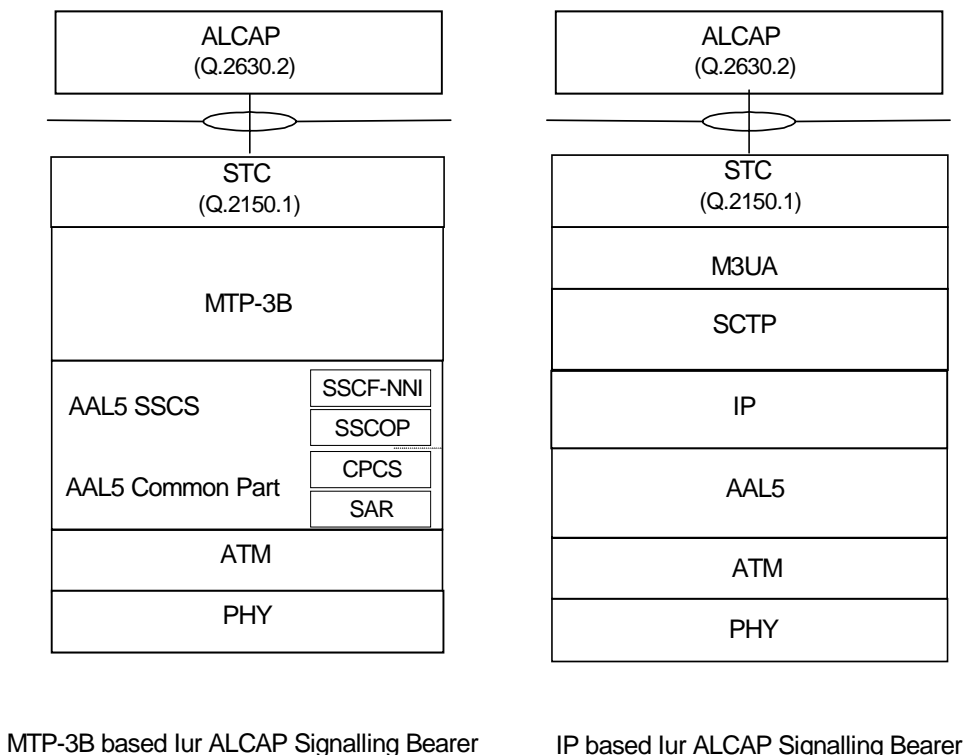 ALCAP
(Q.2630.2)
STC
(Q.2150.1)
MTP-3B
AAL5 SSCS
SSCF-NNI
SSCOP
AAL5 Common Part
CPCS
SAR
ATM
PHY
MTP-3B based Iur ALCAP Signalling Bearer
ALCAP
(Q.2630.2)
STC
(Q.2150.1)
M3UA
SCTP
IP
AAL5
ATM
PHY
IP based Iur ALCAP Signalling Bearer